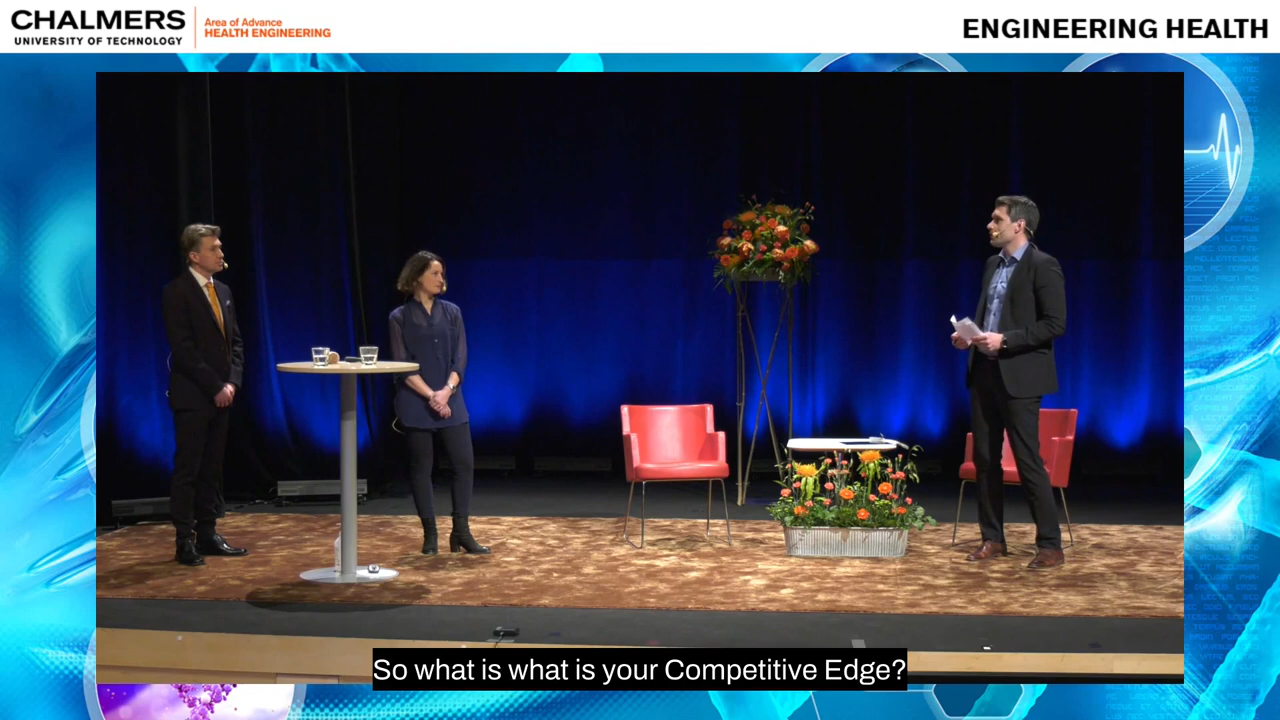 CHALMERS
UNIVERSITY OF TECHNOLOGY
Area of Advance
HEALTH ENGINEERING
ENGINEERING HEALTH
So what is what is your Competitive Edge?